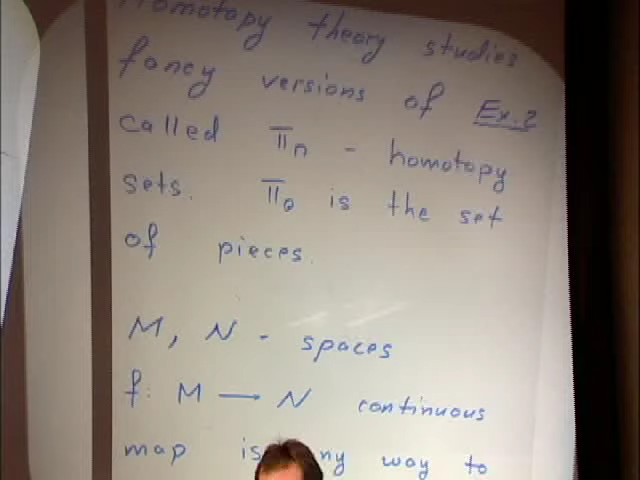 Homotopy theory studies
fancy versions of Ex. 2
called π_n - homotopy
sets. π_0 is the set
of pieces.
M, N - spaces
f: M → N continuous
map is any way to